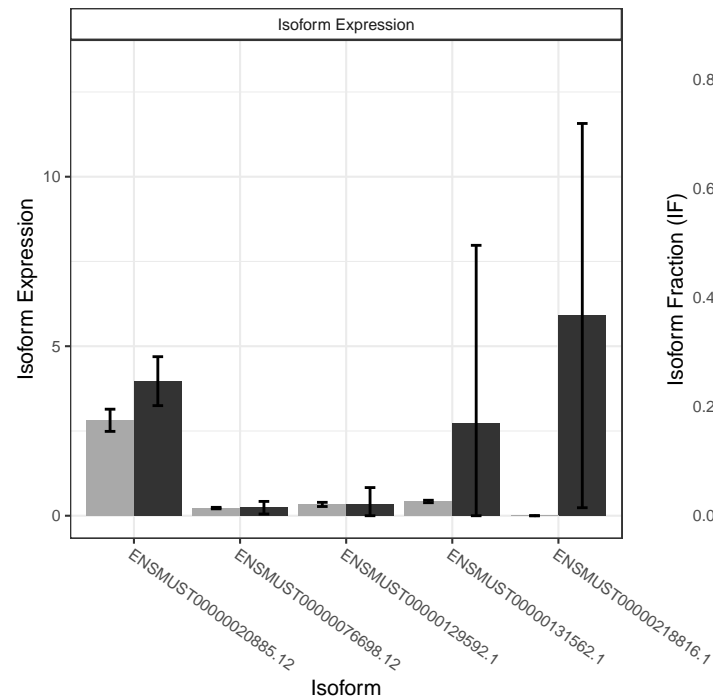 Isoform Expression
Isoform Expression
10
5
0
ENSMUST00000020885.12
ENSMUST00000076698.12
ENSMUST00000129592.1
ENSMUST00000131562.1
ENSMUST00000218816.1
Isoform
Isoform Fraction (IF)
0.8
0.6
0.4
0.2
0.0